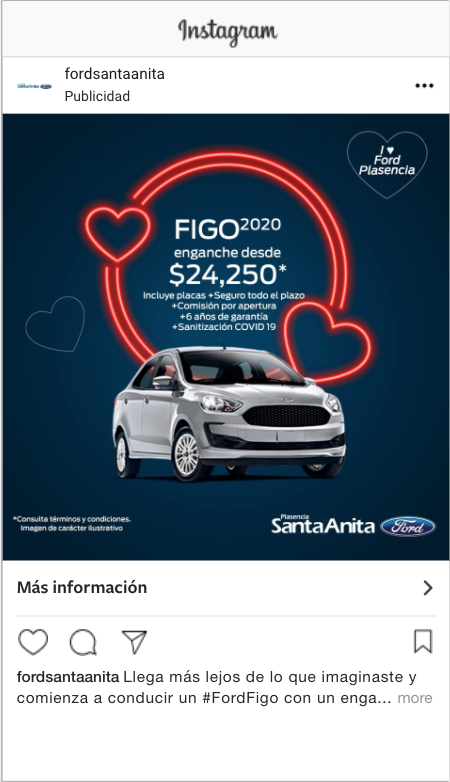 Instagram
fordsantaanita
Publicidad
I ♥
Ford
Plasencia
FIGO2020
enganche desde
$24,250*
Incluye placas +Seguro todo el plazo
+Comisión por apertura
+6 años de garantía
+Sanitización COVID 19
*Consulta términos y condiciones.
Imagen de carácter ilustrativo
Plasencia
SantaAnita Ford
Más información
fordsantaanita Llega más lejos de lo que imaginaste y
comienza a conducir un #FordFigo con un enga... more